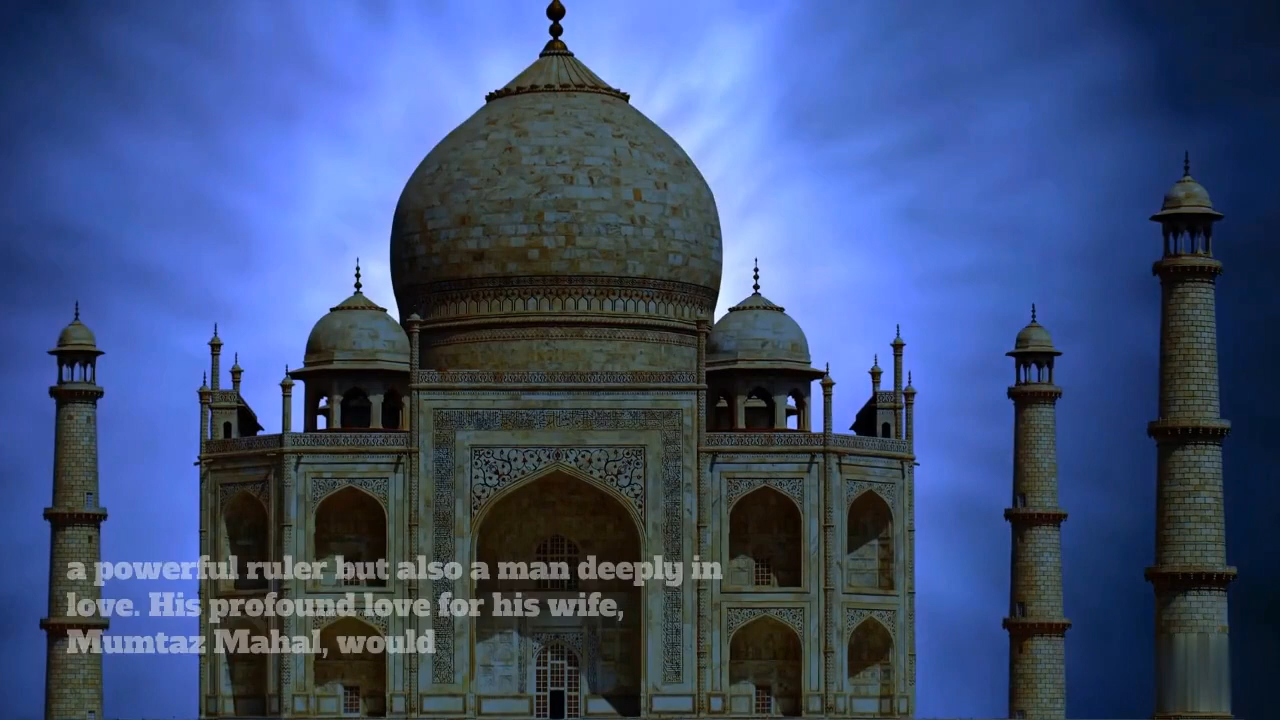 a powerful ruler but also a man deeply in
love. His profound love for his wife,
Mumtaz Mahal, would